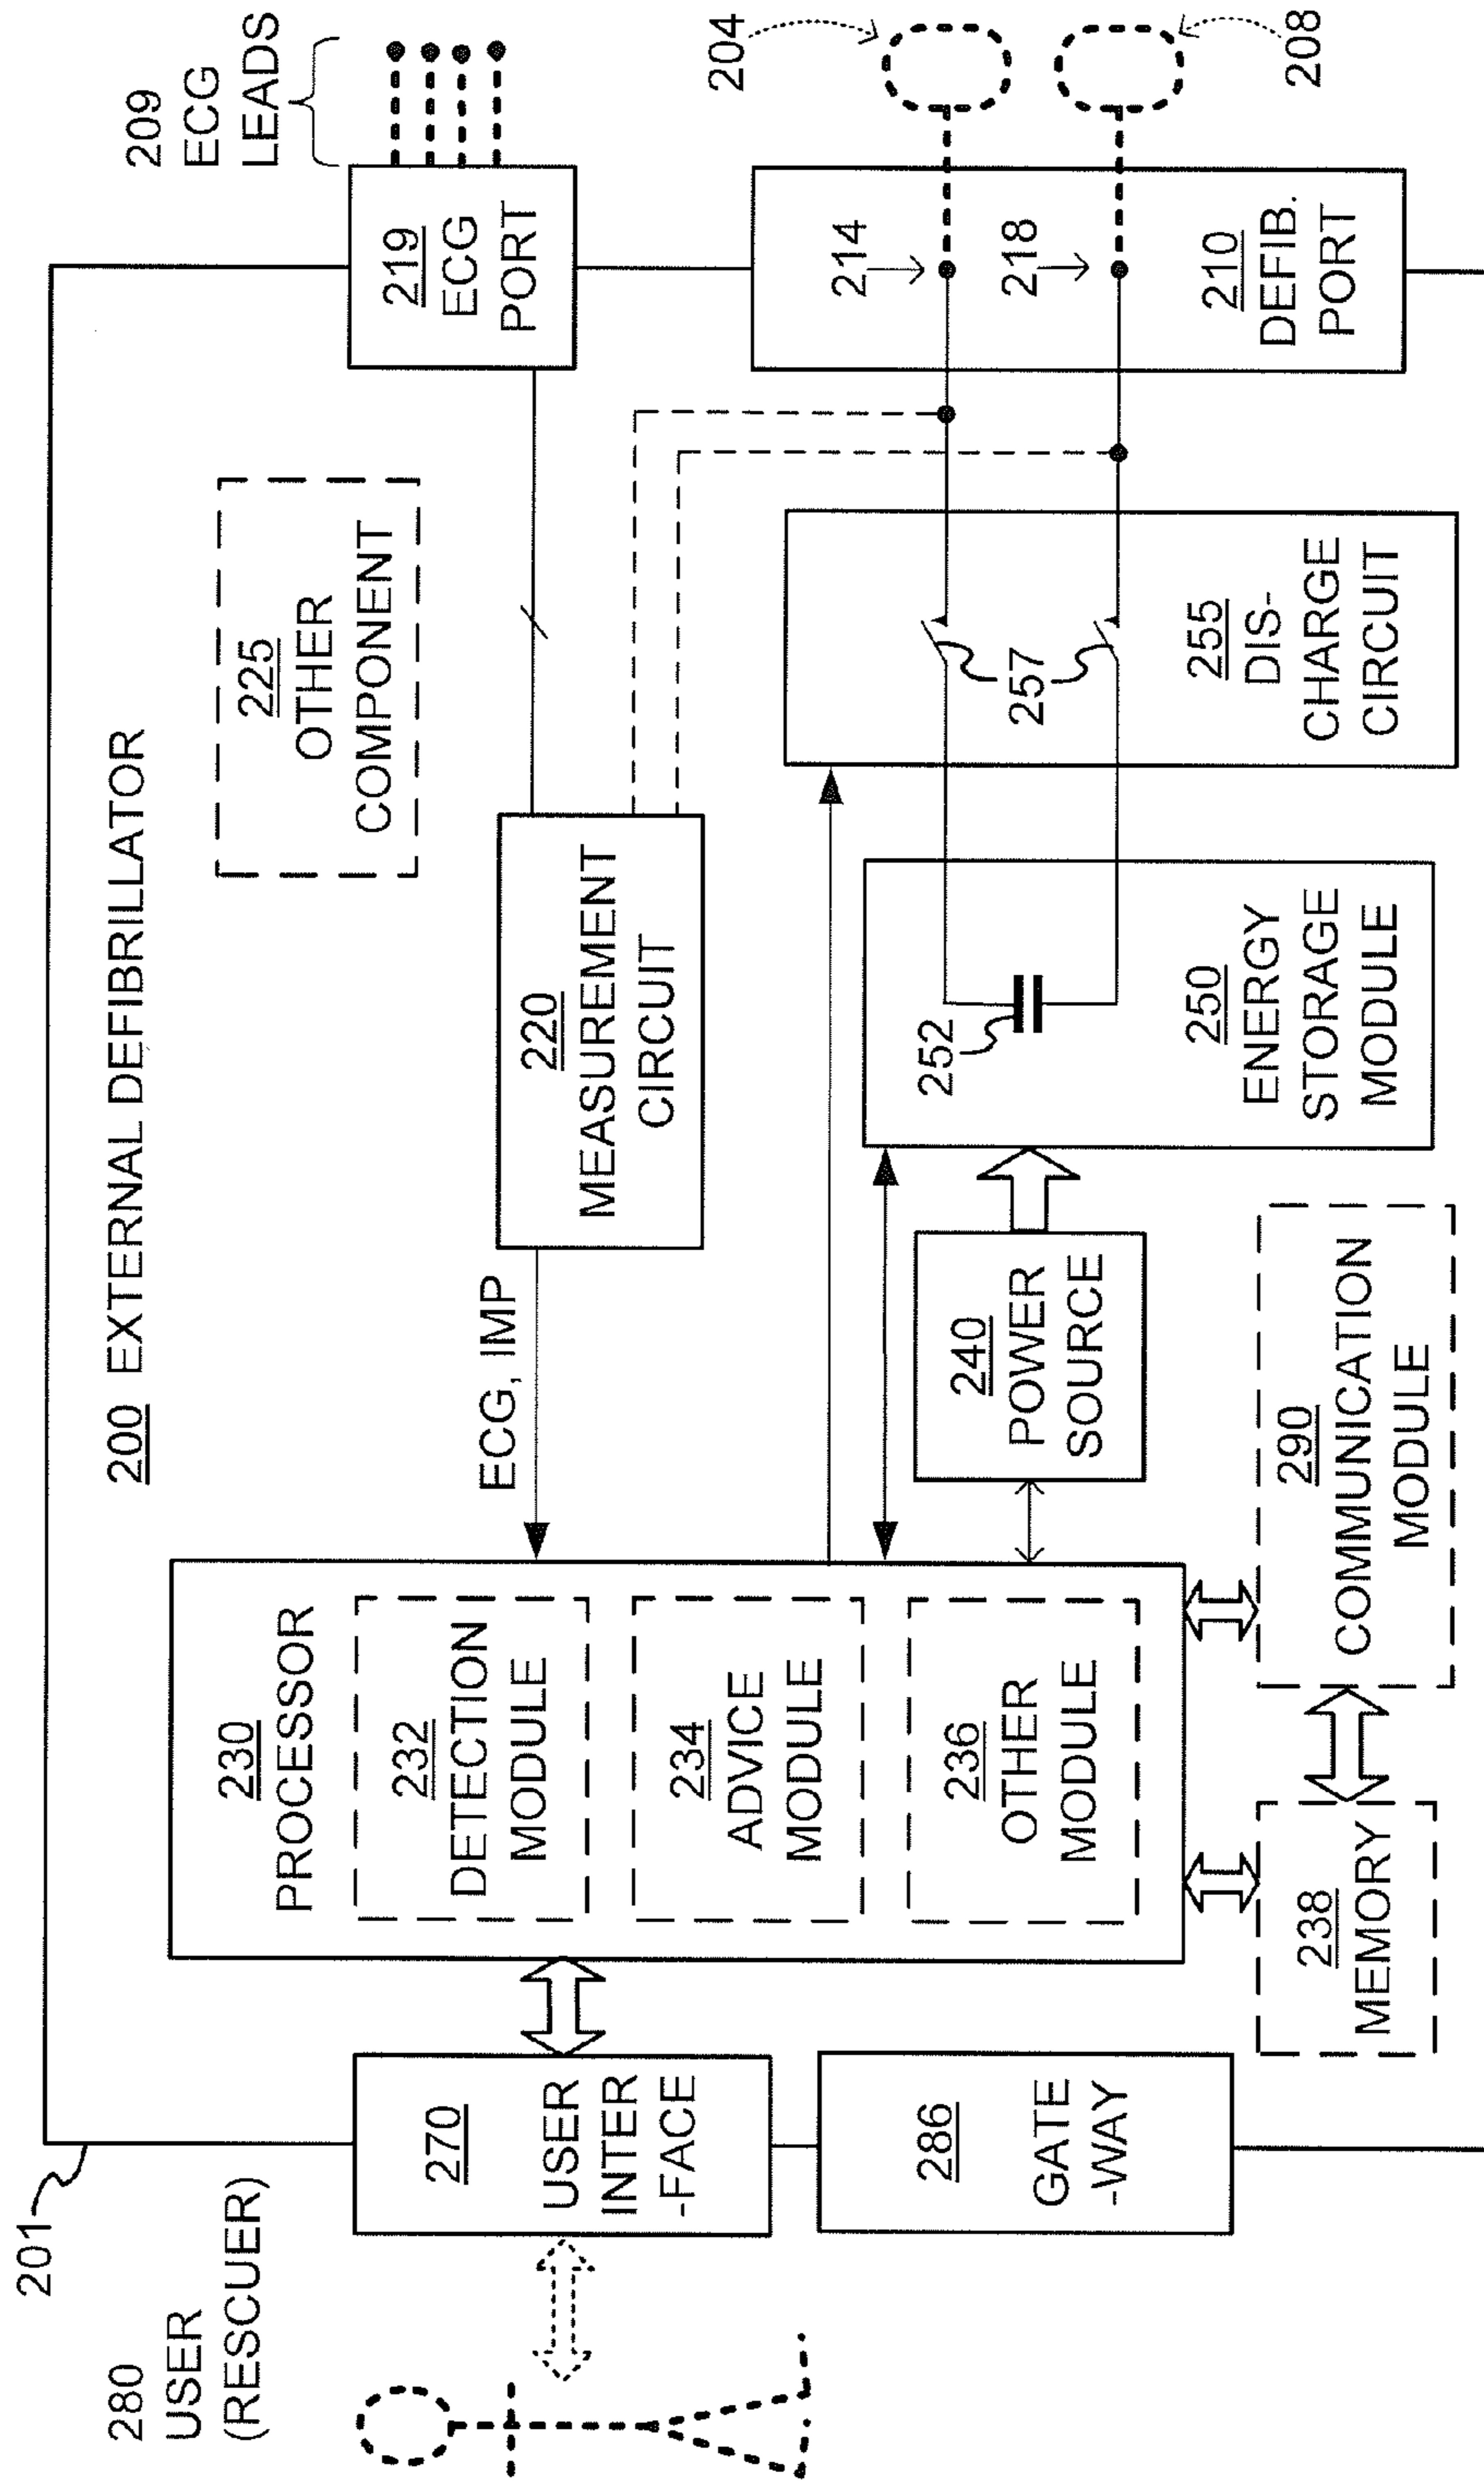 201
200 EXTERNAL DEFIBRILLATOR
209
ECG
LEADS
280
USER
(RESCUER)
270
USER
INTER
-FACE
286
GATE
-WAY
230
PROCESSOR
232
DETECTION
MODULE
234
ADVICE
MODULE
236
OTHER
MODULE
238
MEMORY
290
COMMUNICATION
MODULE
ECG, IMP
220
MEASUREMENT
CIRCUIT
225
OTHER
COMPONENT
240
POWER
SOURCE
252
250
ENERGY
STORAGE
MODULE
257
255
DIS-
CHARGE
CIRCUIT
219
ECG
PORT
214
218
210
DEFIB.
PORT
204
208